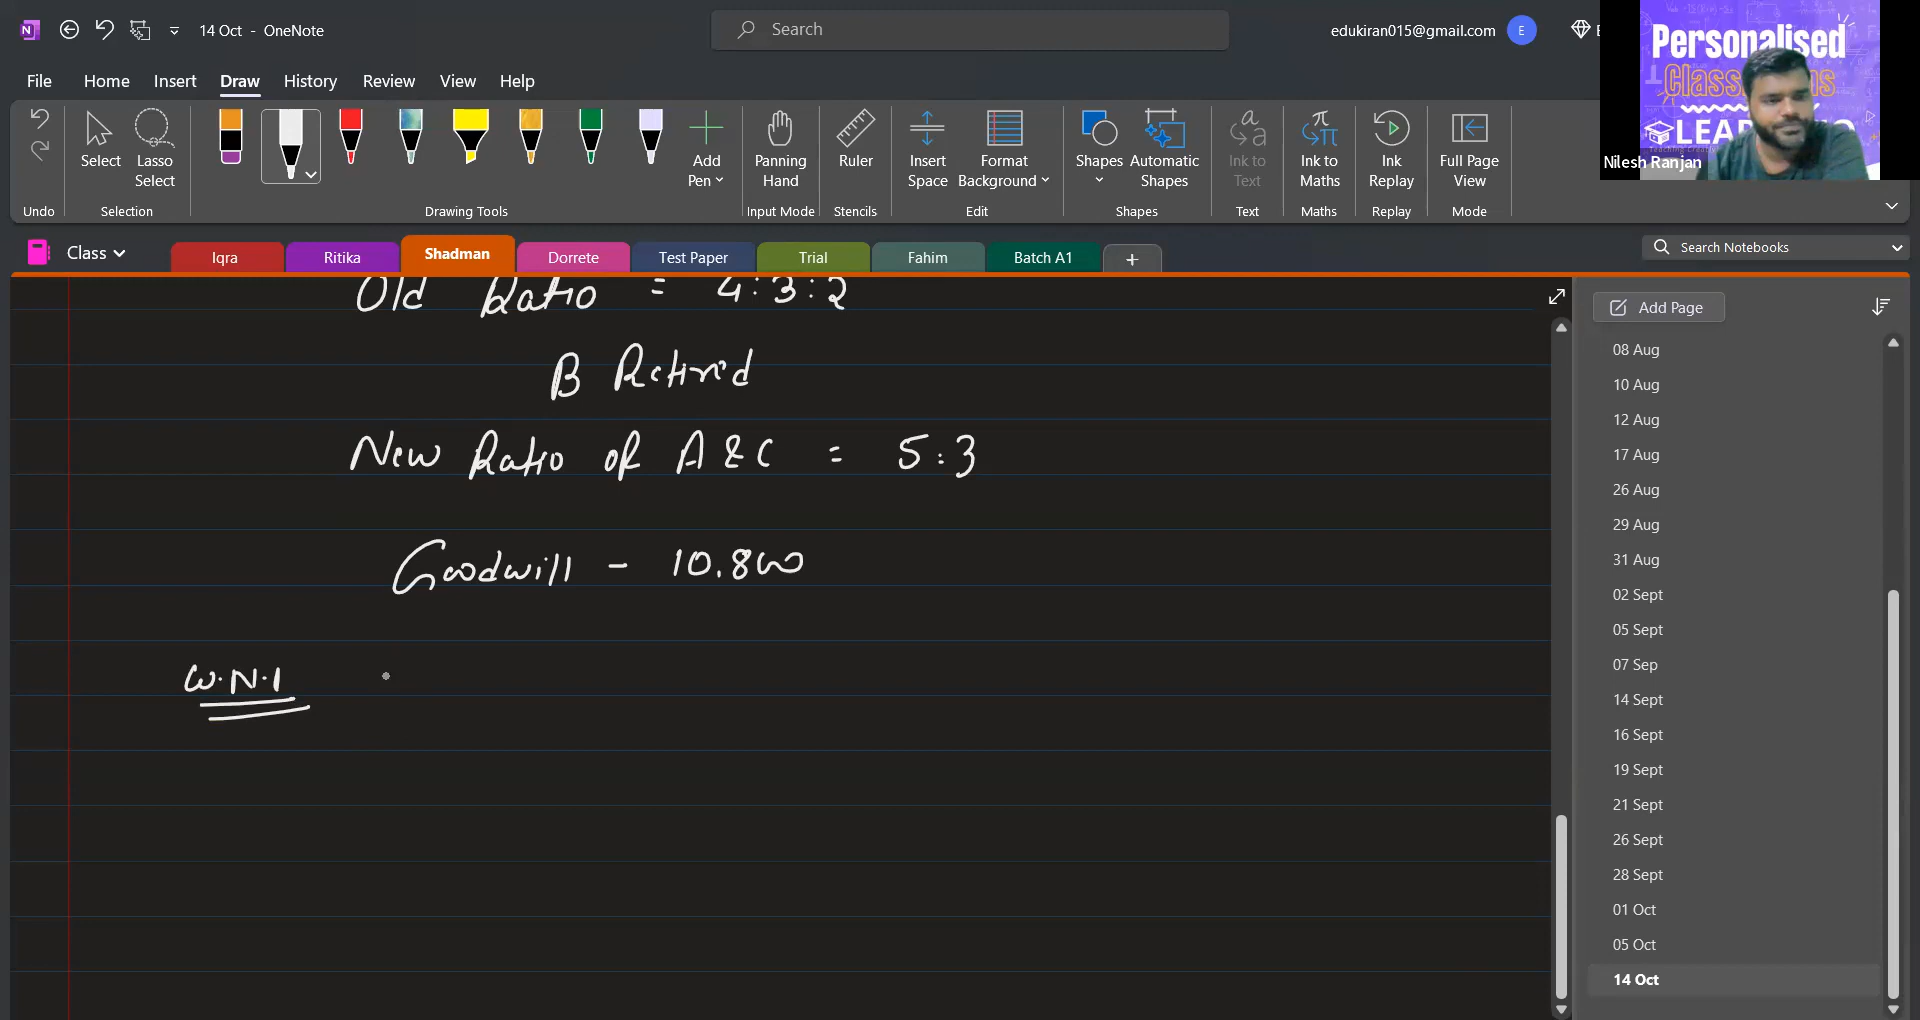 14 Oct - OneNote
Search
edukiran015@gmail.com E
File Home Insert Draw History Review View Help
Personalised
LEA
Nilesh Ranjan
Select Lasso Select Add Pen Panning Hand Ruler Insert Space Format Background Shapes Automatic Shapes Ink to Text Ink to Maths Ink Replay Full Page View
Undo Selection Drawing Tools Input Mode Stencils Edit Shapes Text Maths Replay Mode
Class Iqra Ritika Shadman Dorrete Test Paper Trial Fahim Batch A1 + Search Notebooks
Old Ratio = 4:3:2
B Retired
New Ratio of A & C = 5:3
Goodwill - 10.800
W.N.1
Add Page
08 Aug
10 Aug
12 Aug
17 Aug
26 Aug
29 Aug
31 Aug
02 Sept
05 Sept
07 Sep
14 Sept
16 Sept
19 Sept
21 Sept
26 Sept
28 Sept
01 Oct
05 Oct
14 Oct